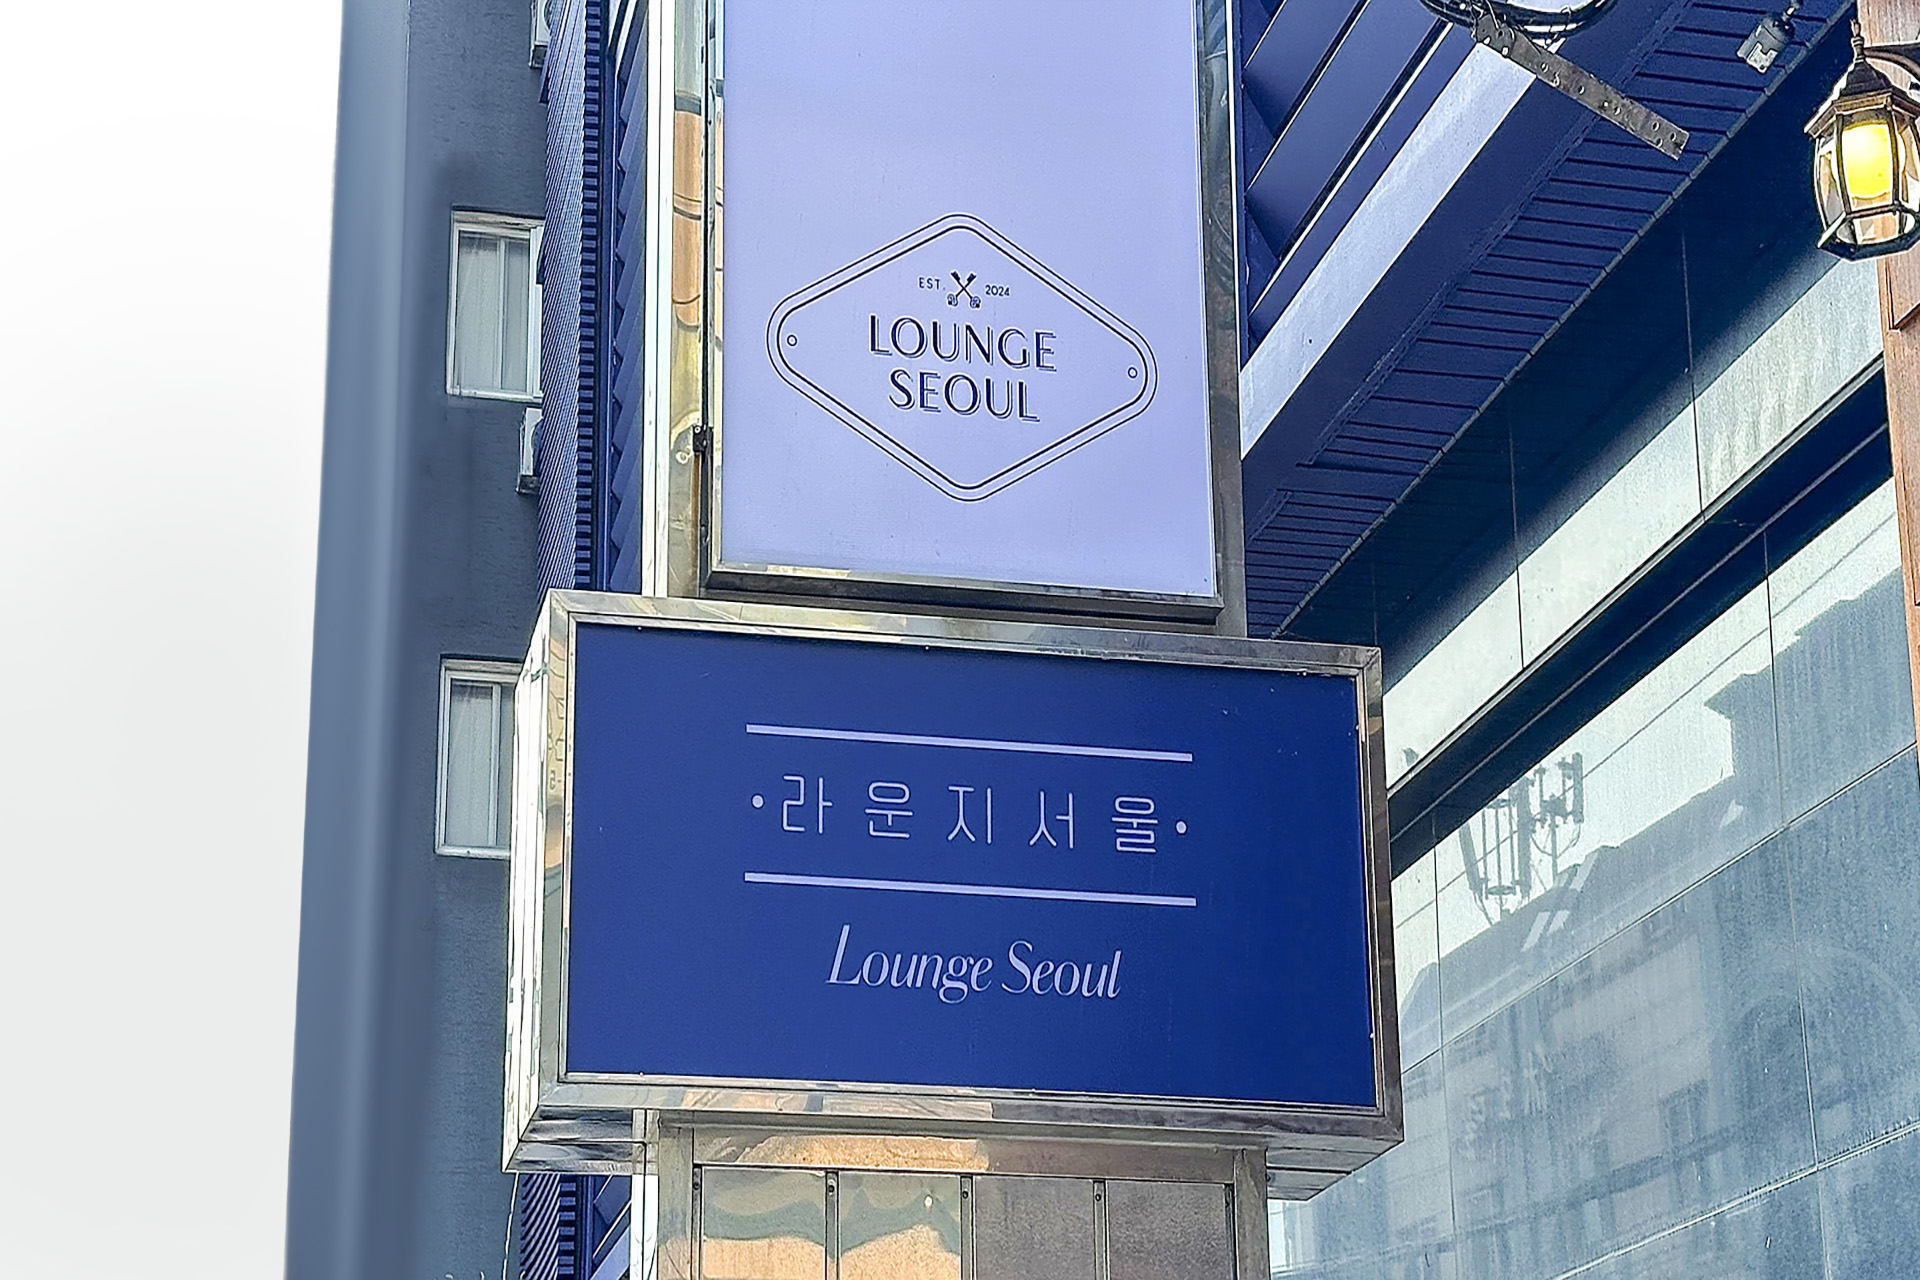 EST. 2024
LOUNGE
SEOUL
•라운지서울•
Lounge Seoul